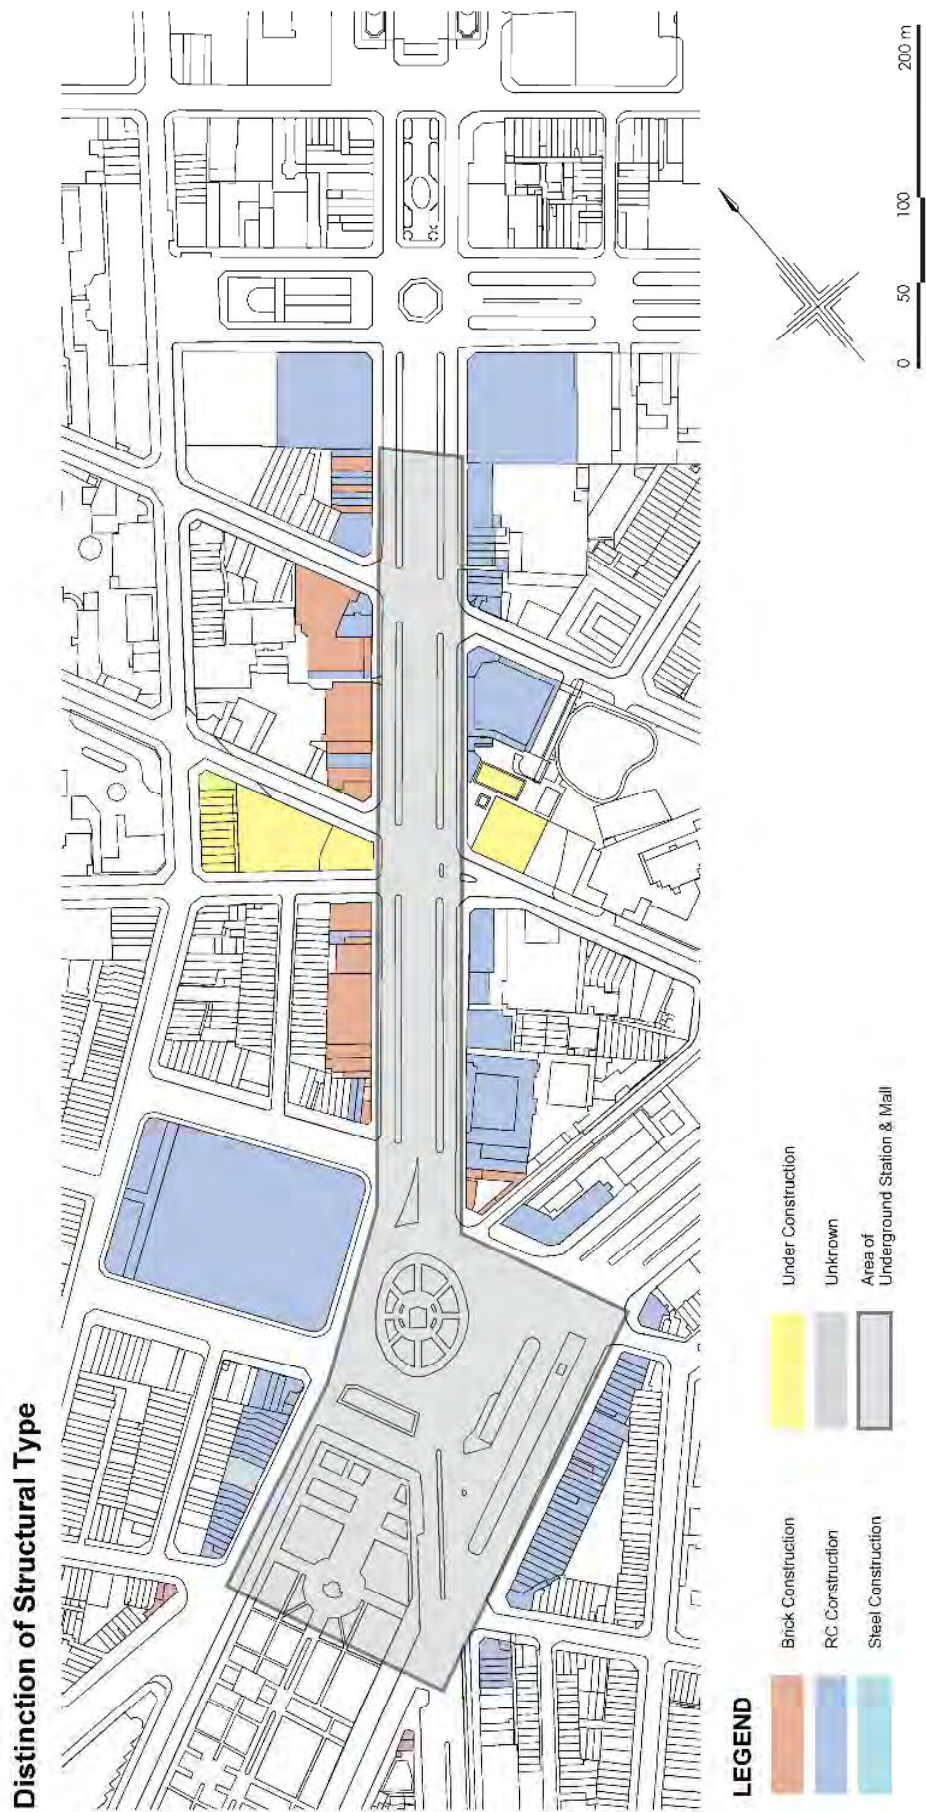 Distinction of Structural Type
LEGEND
Brick Construction
RC Construction
Steel Construction
Under Construction
Unknown
Area of
Underground Station & Mall
0 50 100 200 m